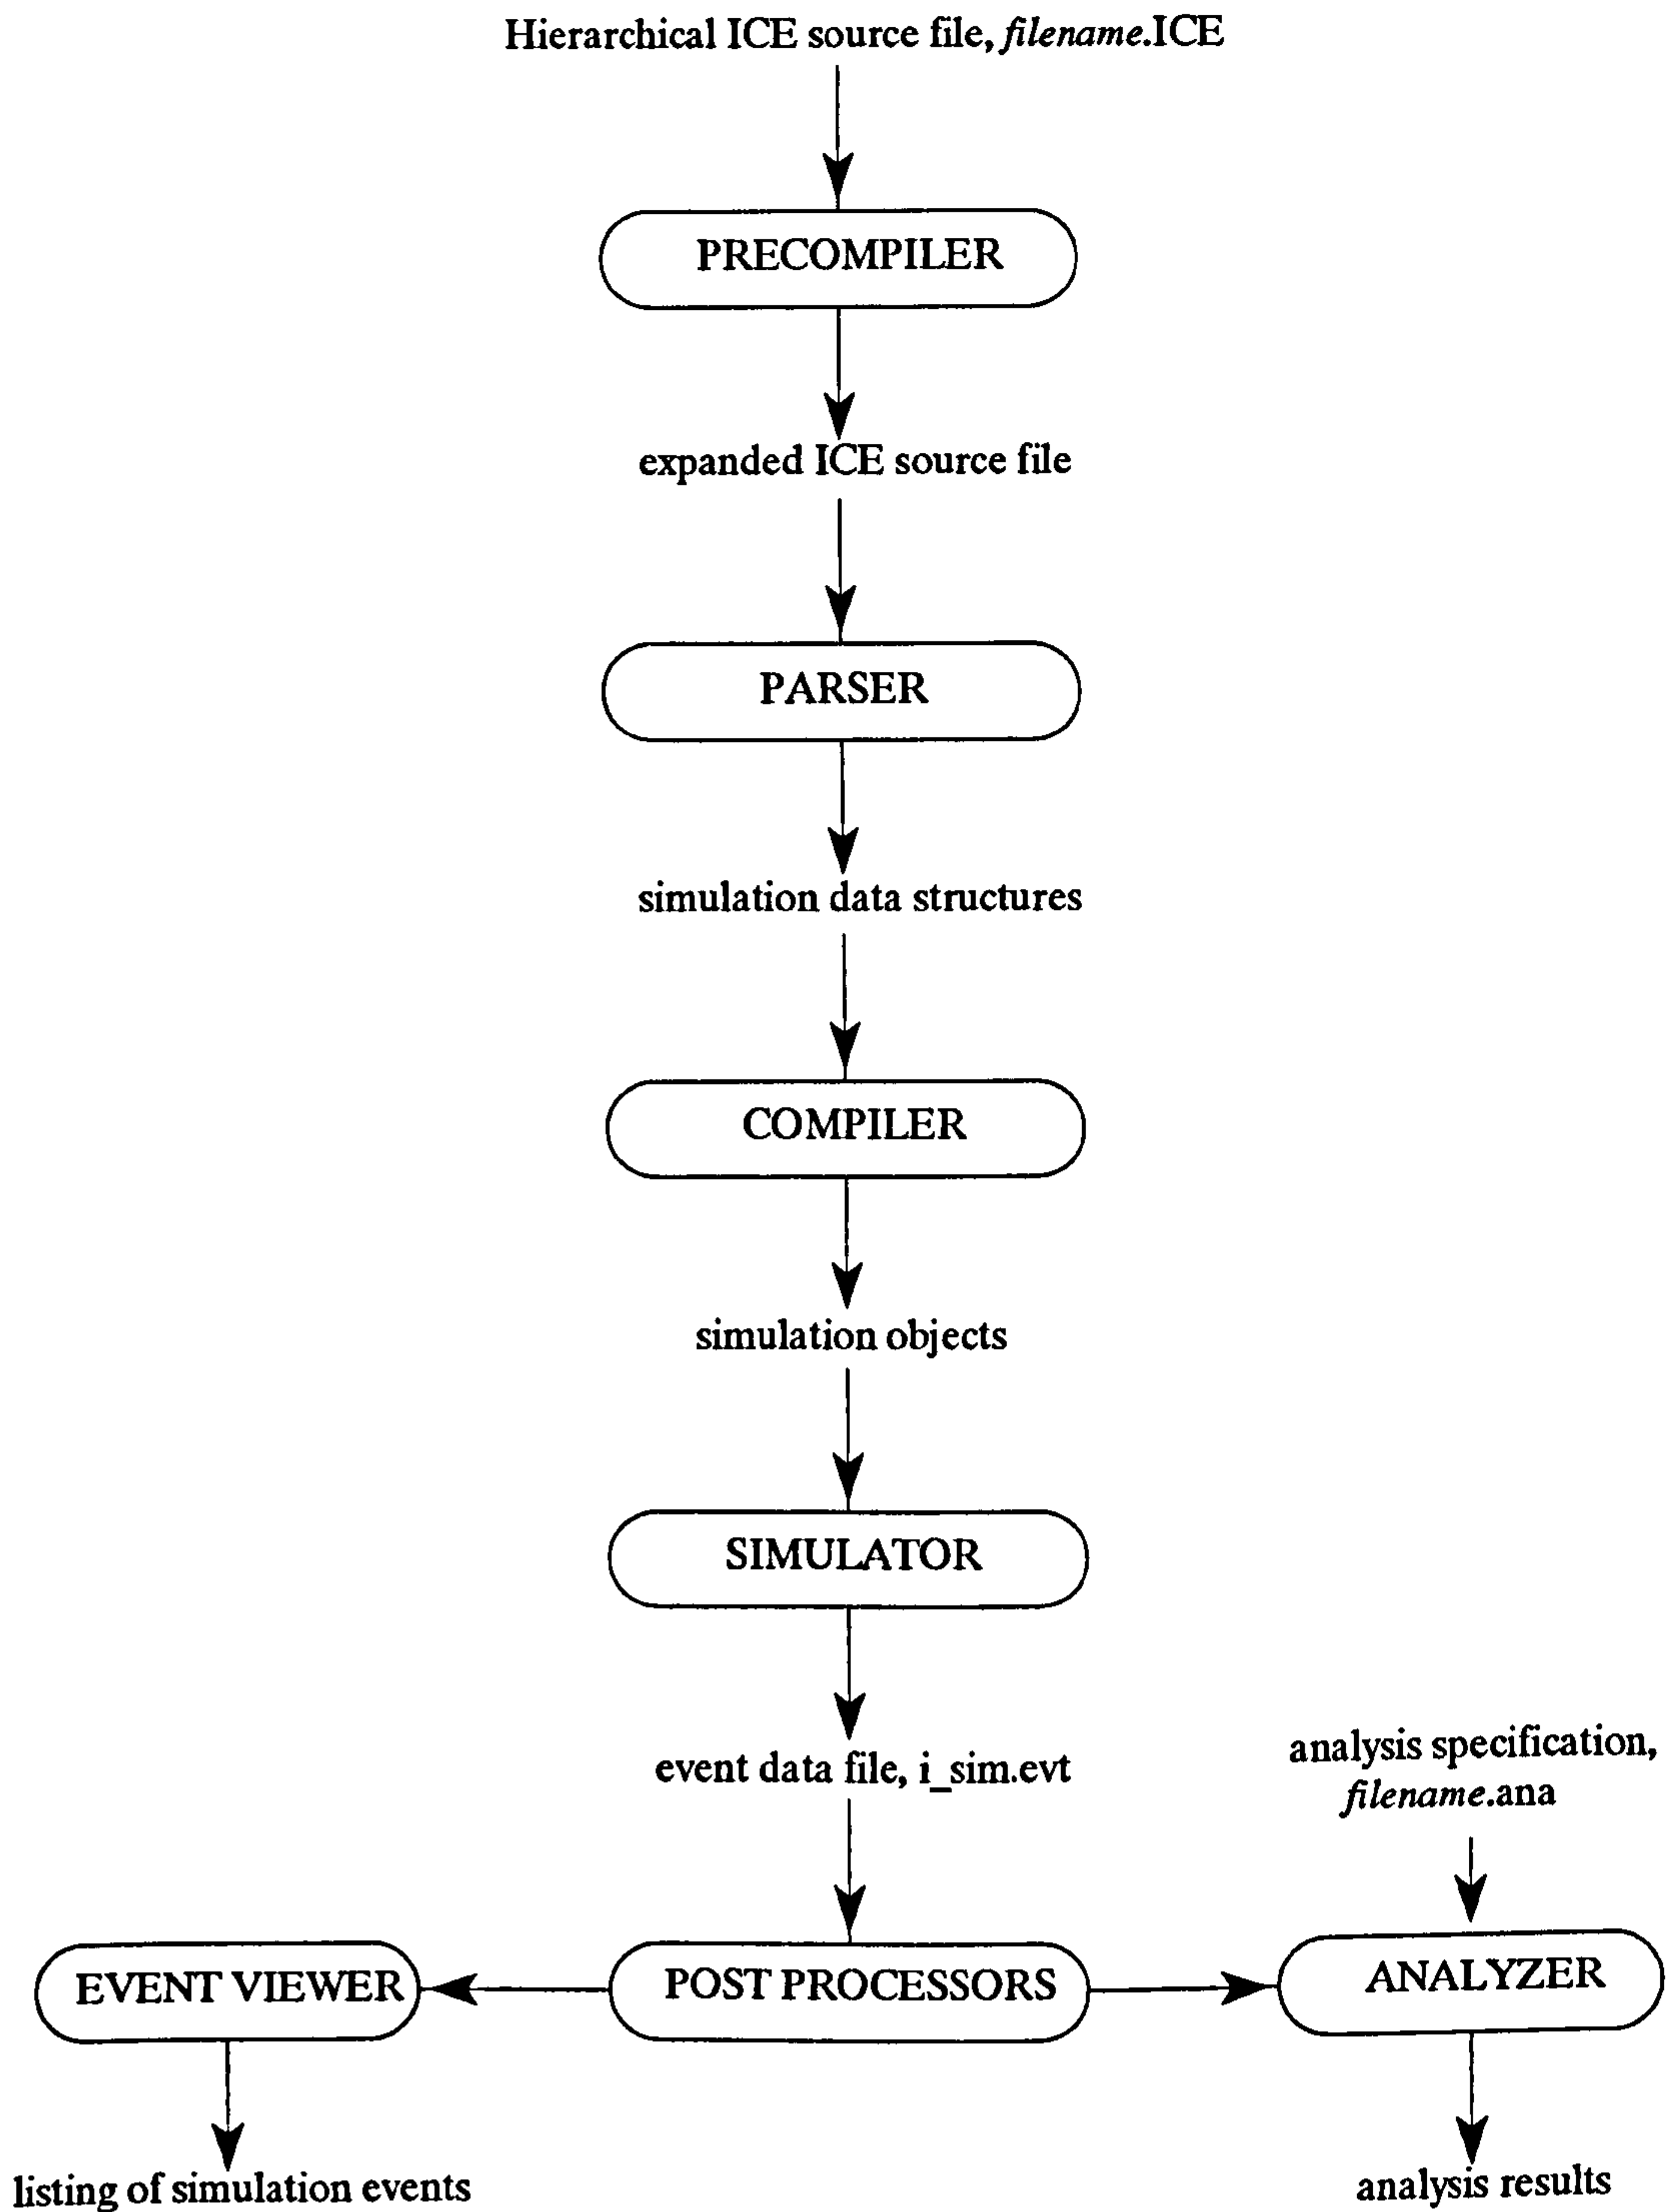 Hierarchical ICE source file, filename.ICE
PRECOMPILER
expanded ICE source file
PARSER
simulation data structures
COMPILER
simulation objects
SIMULATOR
event data file, i_sim.evt
analysis specification,
filename.ana
EVENT VIEWER
POST PROCESSORS
ANALYZER
listing of simulation events
analysis results